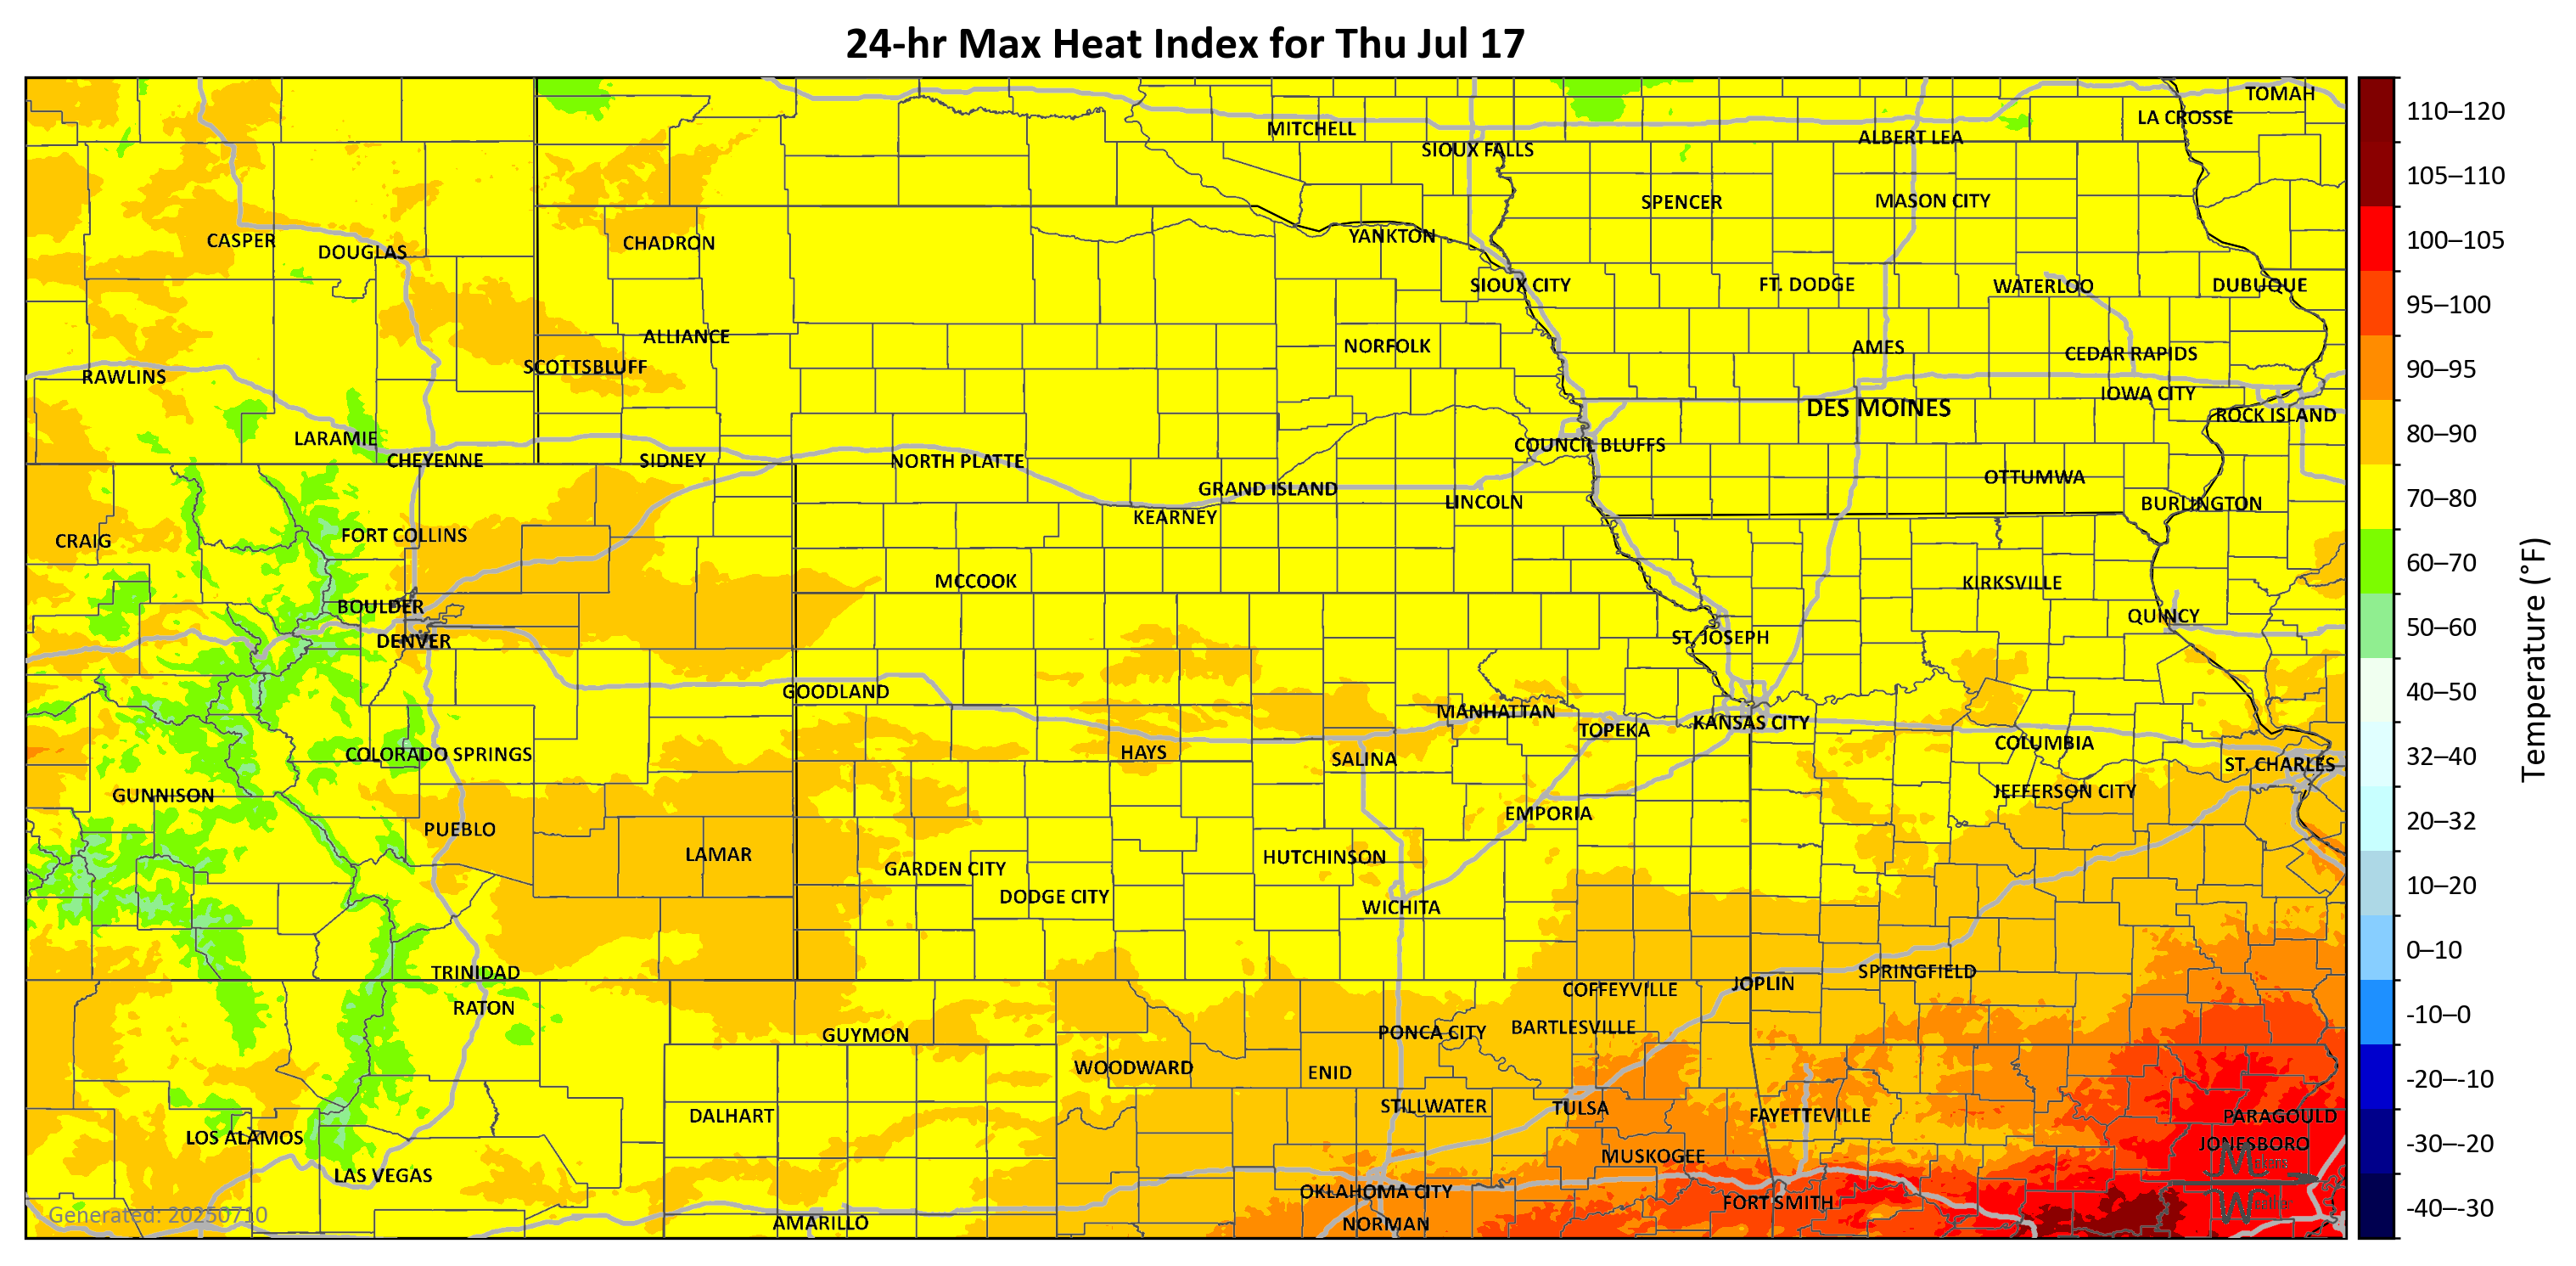 24-hr Max Heat Index for Thu Jul 17
TOMAH
LA CROSSE
MITCHELL
ALBERT LEA
SIOUX FALLS
SPENCER
MASON CITY
CASPER
DOUGLAS
CHADRON
YANKTON
SIOUX CITY
FT. DODGE
WATERLOO
DUBUQUE
ALLIANCE
NORFOLK
AMES
CEDAR RAPIDS
SCOTTSBLUFF
RAWLINS
IOWA CITY
DES MOINES
ROCK ISLAND
LARAMIE
COUNCIL BLUFFS
CHEYENNE
SIDNEY
NORTH PLATTE
OTTUMWA
GRAND ISLAND
LINCOLN
BURLINGTON
KEARNEY
CRAIG
FORT COLLINS
MCCOOK
KIRKSVILLE
BOULDER
QUINCY
DENVER
ST. JOSEPH
GOODLAND
MANHATTAN
TOPEKA
KANSAS CITY
COLUMBIA
COLORADO SPRINGS
HAYS
SALINA
ST. CHARLES
GUNNISON
JEFFERSON CITY
EMPORIA
PUEBLO
LAMAR
HUTCHINSON
GARDEN CITY
DODGE CITY
WICHITA
TRINIDAD
SPRINGFIELD
JOPLIN
COFFEYVILLE
RATON
GUYMON
PONCA CITY
BARTLESVILLE
WOODWARD
ENID
DALHART
STILLWATER
TULSA
FAYETTEVILLE
PARAGOULD
LOS ALAMOS
JONESBORO
MUSKOGEE
LAS VEGAS
OKLAHOMA CITY
FORT SMITH
Generated: 20250710
AMARILLO
NORMAN
110–120
105–110
100–105
95–100
90–95
80–90
70–80
60–70
50–60
40–50
32–40
20–32
10–20
0–10
-10–0
-20–-10
-30–-20
-40–-30
Temperature (°F)